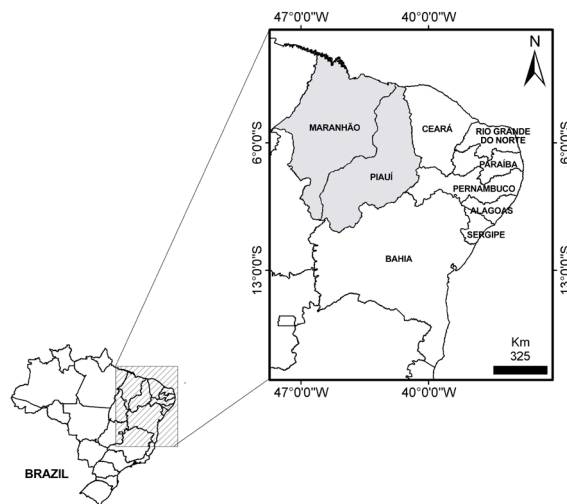 47°0'0"W 40°0'0"W
N
MARANHÃO
CEARÁ
RIO GRANDE
DO NORTE
6°0'0"S 6°0'0"S
PARAÍBA
PIAUÍ
PERNAMBUCO
ALAGOAS
SERGIPE
BAHIA
13°0'0"S 13°0'0"S
Km
325
47°0'0"W 40°0'0"W
BRAZIL